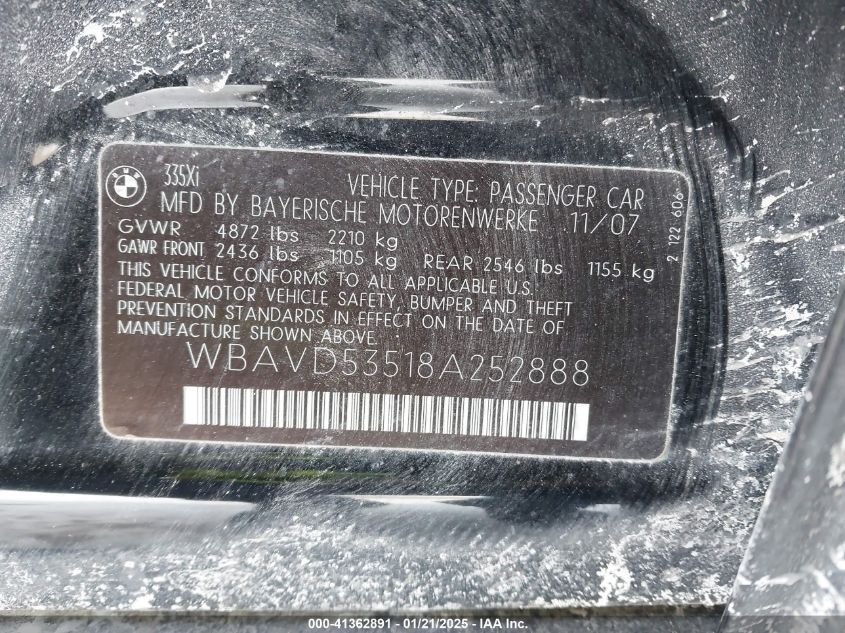 BMW
335Xi
VEHICLE TYPE: PASSENGER CAR
MFD BY BAYERISCHE MOTORENWERKE 11/07
GVWR 4872 lbs 2210 kg
GAWR FRONT 2436 lbs 1105 kg REAR 2546 lbs 1155 kg
THIS VEHICLE CONFORMS TO ALL APPLICABLE U.S.
FEDERAL MOTOR VEHICLE SAFETY, BUMPER AND THEFT
PREVENTION STANDARDS IN EFFECT ON THE DATE OF
MANUFACTURE SHOWN ABOVE.
WBAVD53518A252888
2 122 606
000-41362891 - 01/21/2025 - IAA Inc.